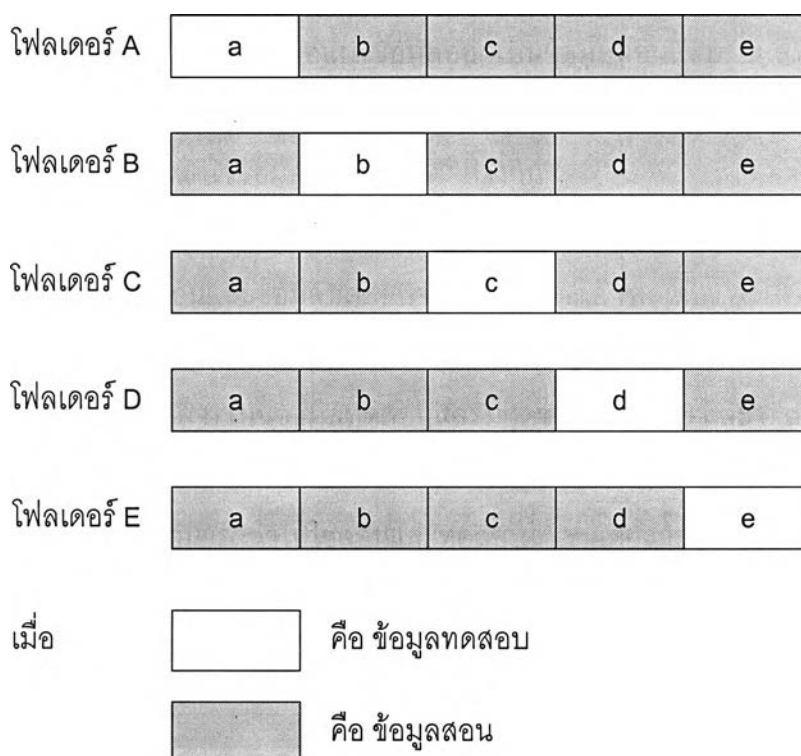 โฟลเดอร์ A a b c d e
โฟลเดอร์ B a b c d e
โฟลเดอร์ C a b c d e
โฟลเดอร์ D a b c d e
โฟลเดอร์ E a b c d e
เมื่อ คือ ข้อมูลทดสอบ
คือ ข้อมูลสอน